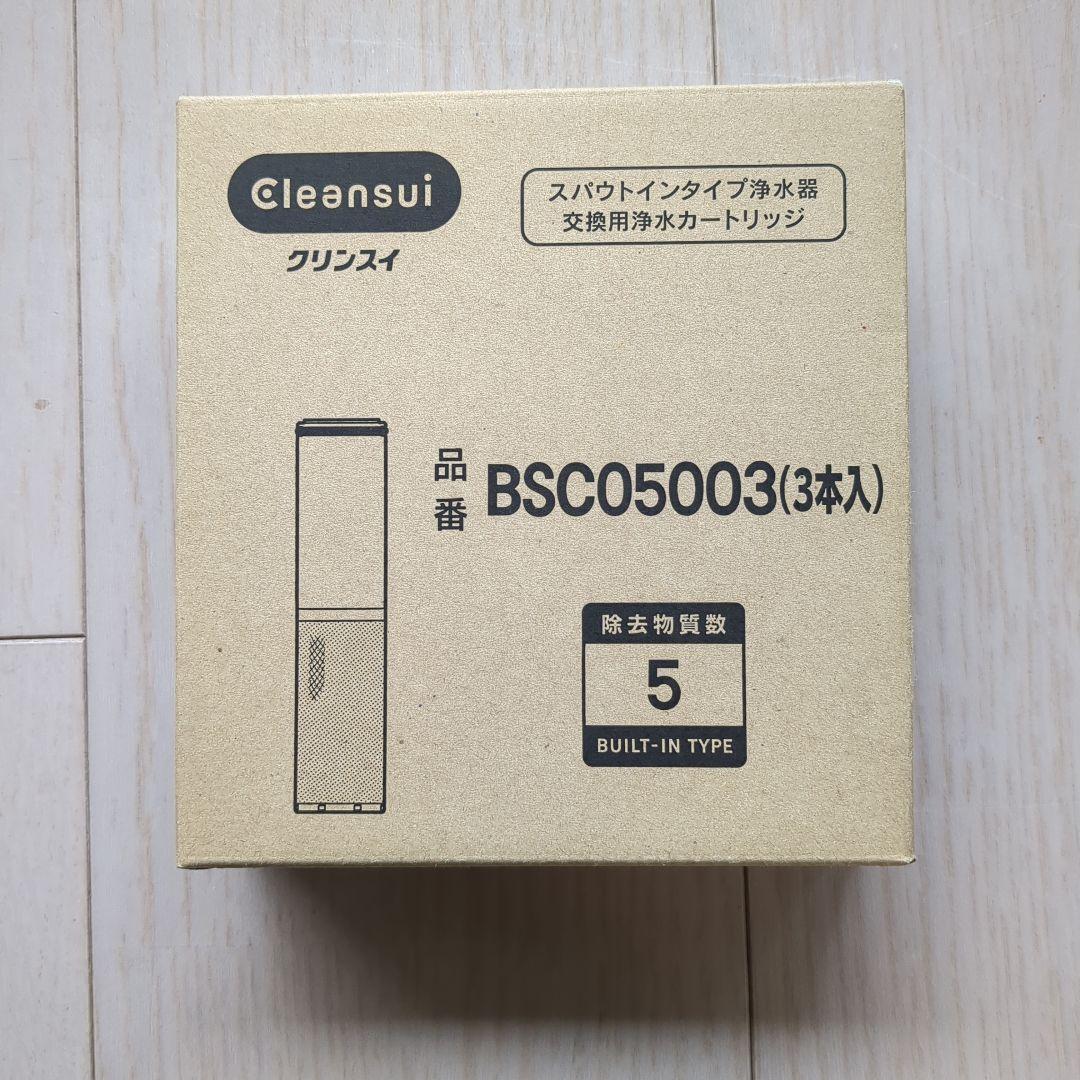 Cleansui
クリンスイ
スパウトインタイプ浄水器
交換用浄水カートリッジ
品番 BSC05003(3本入)
除去物質数
5
BUILT-IN TYPE